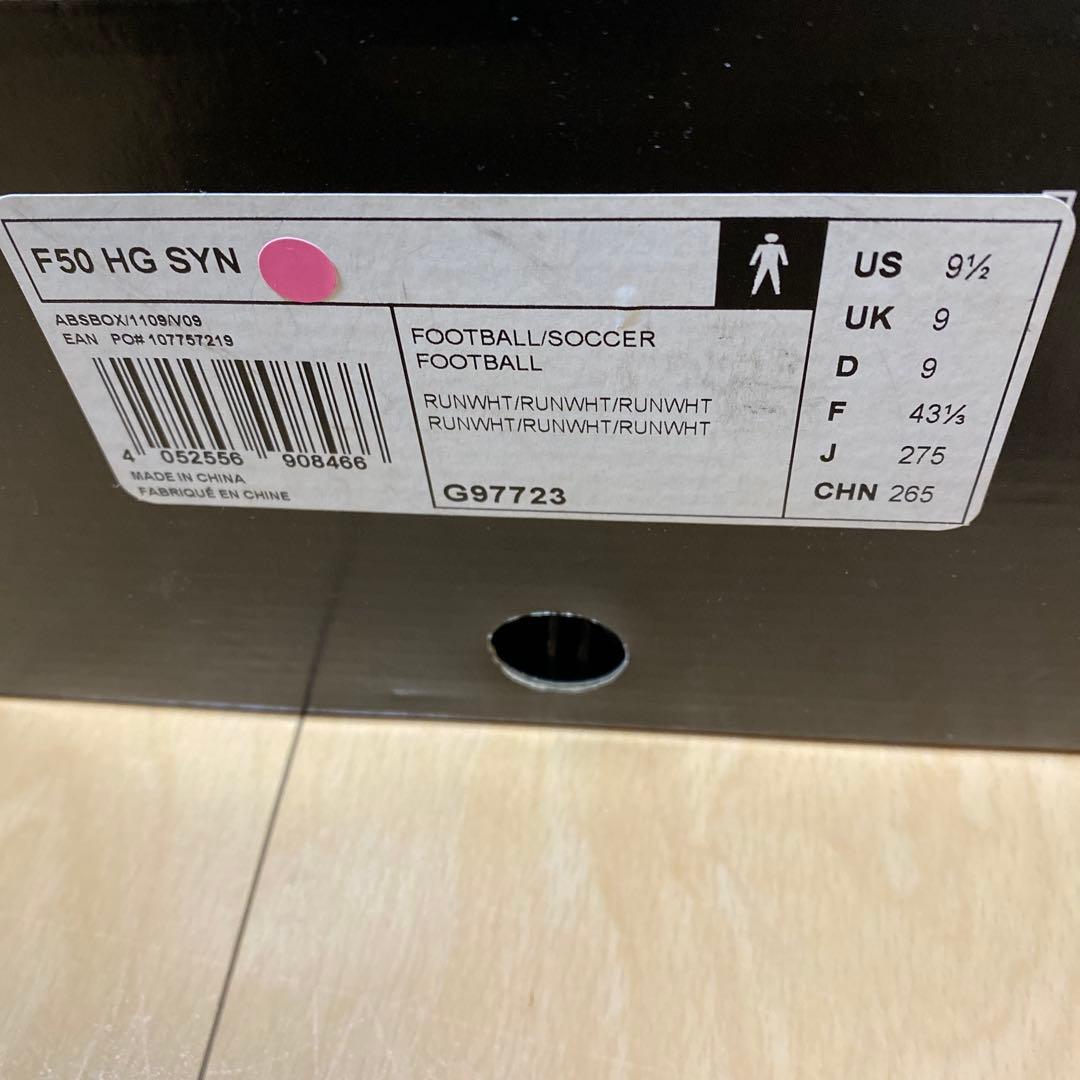 F50 HG SYN
ABSBOX/1109/V09
EAN PO# 107757219
4 052556 908466
MADE IN CHINA
FABRIQUÉ EN CHINE
FOOTBALL/SOCCER
FOOTBALL
RUNWHT/RUNWHT/RUNWHT
RUNWHT/RUNWHT/RUNWHT
G97723
US 9½
UK 9
D 9
F 43⅓
J 275
CHN 265